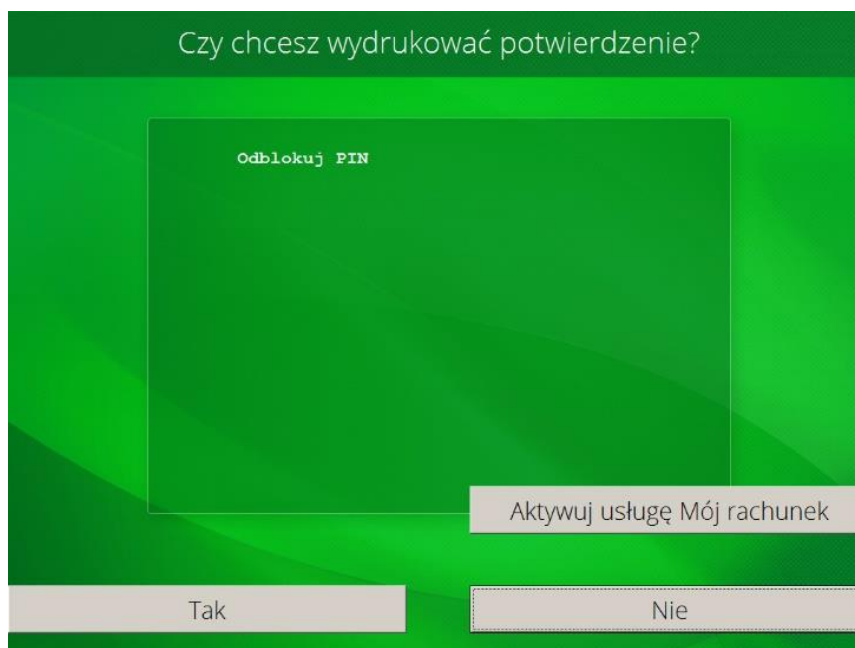 Czy chcesz wydrukować potwierdzenie?
Odblokuj PIN
Aktywuj usługę Mój rachunek
Tak
Nie